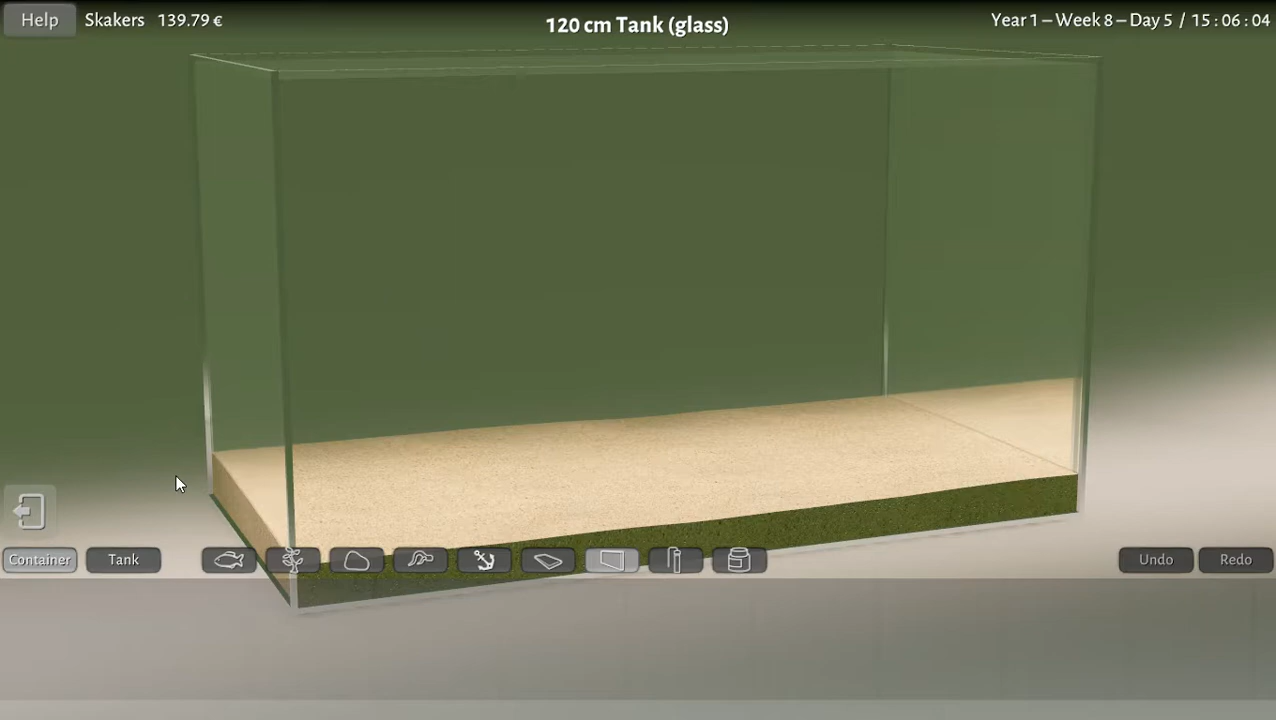 Help
Skakers 139.79 €
120 cm Tank (glass)
Year 1 – Week 8 – Day 5 / 15:06:04
Container
Tank
Undo
Redo